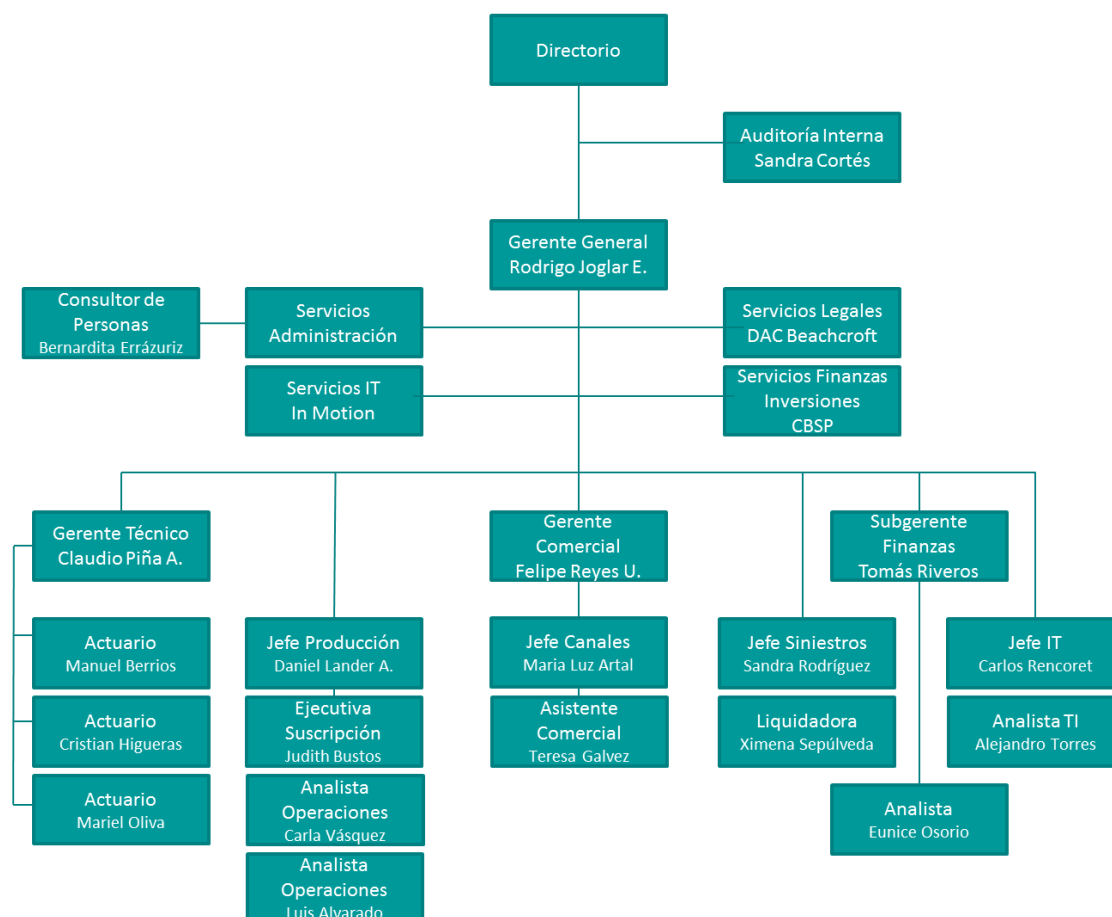 Directorio
Auditoría Interna
Sandra Cortés
Gerente General
Rodrigo Joglar E.
Consultor de
Personas
Bernardita Errázuriz
Servicios
Administración
Servicios Legales
DAC Beachcroft
Servicios IT
In Motion
Servicios Finanzas
Inversiones
CBSP
Gerente Técnico
Claudio Piña A.
Gerente
Comercial
Felipe Reyes U.
Subgerente
Finanzas
Tomás Riveros
Actuario
Manuel Berrios
Jefe Producción
Daniel Lander A.
Jefe Canales
Maria Luz Artal
Jefe Siniestros
Sandra Rodríguez
Jefe IT
Carlos Rencoret
Actuario
Cristian Higueras
Ejecutiva
Suscripción
Judith Bustos
Asistente
Comercial
Teresa Galvez
Liquidadora
Ximena Sepúlveda
Analista TI
Alejandro Torres
Actuario
Mariel Oliva
Analista
Operaciones
Carla Vásquez
Analista
Eunice Osorio
Analista
Operaciones
Luis Alvarado